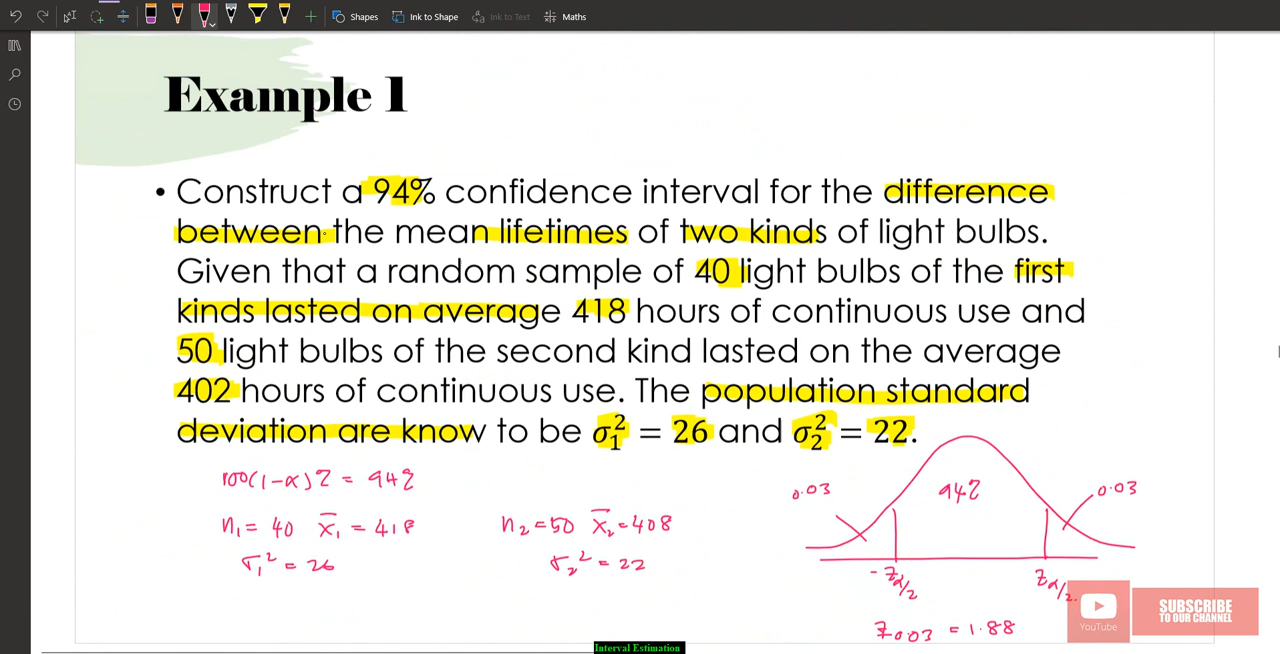 Shapes Ink to Shape Ink to Text Maths
Example 1
• Construct a 94% confidence interval for the difference
between the mean lifetimes of two kinds of light bulbs.
Given that a random sample of 40 light bulbs of the first
kinds lasted on average 418 hours of continuous use and
50 light bulbs of the second kind lasted on the average
402 hours of continuous use. The population standard
deviation are know to be σ₁² = 26 and σ₂² = 22.
100(1-α)% = 94%
n₁ = 40 x̄₁ = 418
σ₁² = 26
n₂ = 50 x̄₂ = 408
σ₂² = 22
0.03
94%
0.03
-Zα/2
Zα/2.
Z0.03 = 1.88
YouTube
SUBSCRIBE
TO OUR CHANNEL
Interval Estimation